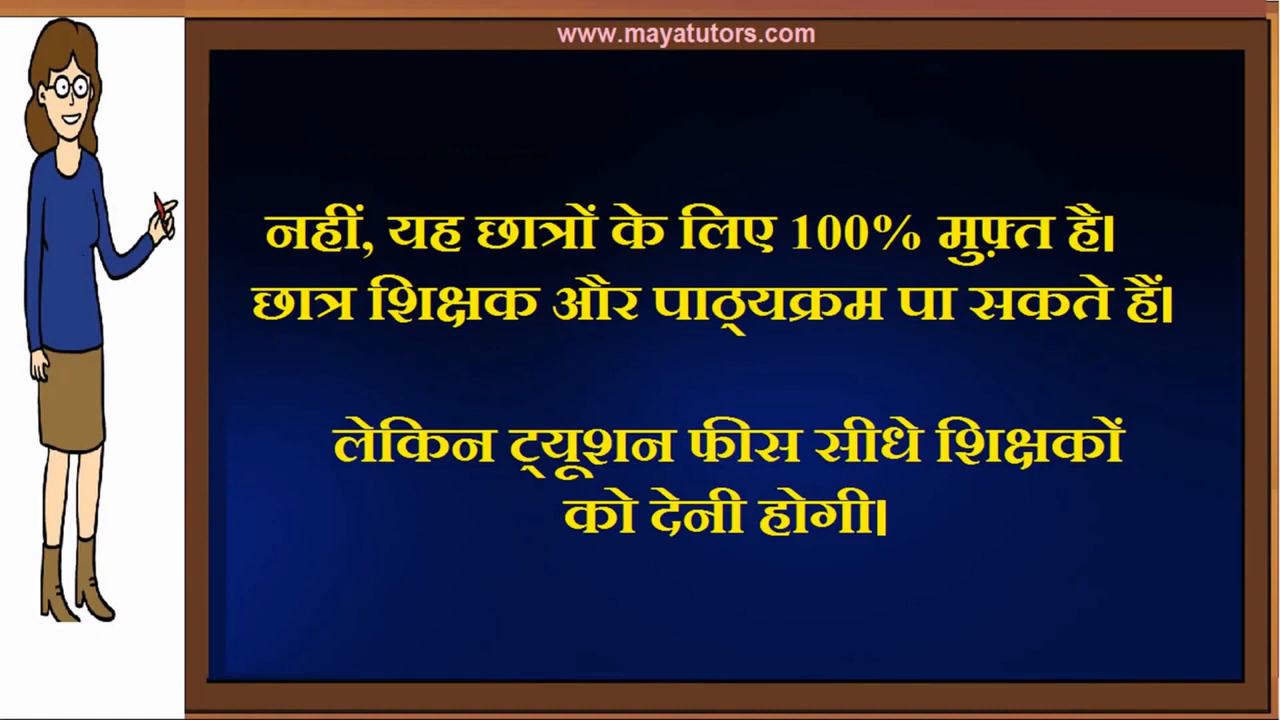 www.mayatutors.com
नहीं, यह छात्रों के लिए 100% मुफ़्त है।
छात्र शिक्षक और पाठ्यक्रम पा सकते हैं।
लेकिन ट्यूशन फीस सीधे शिक्षकों
को देनी होगी।